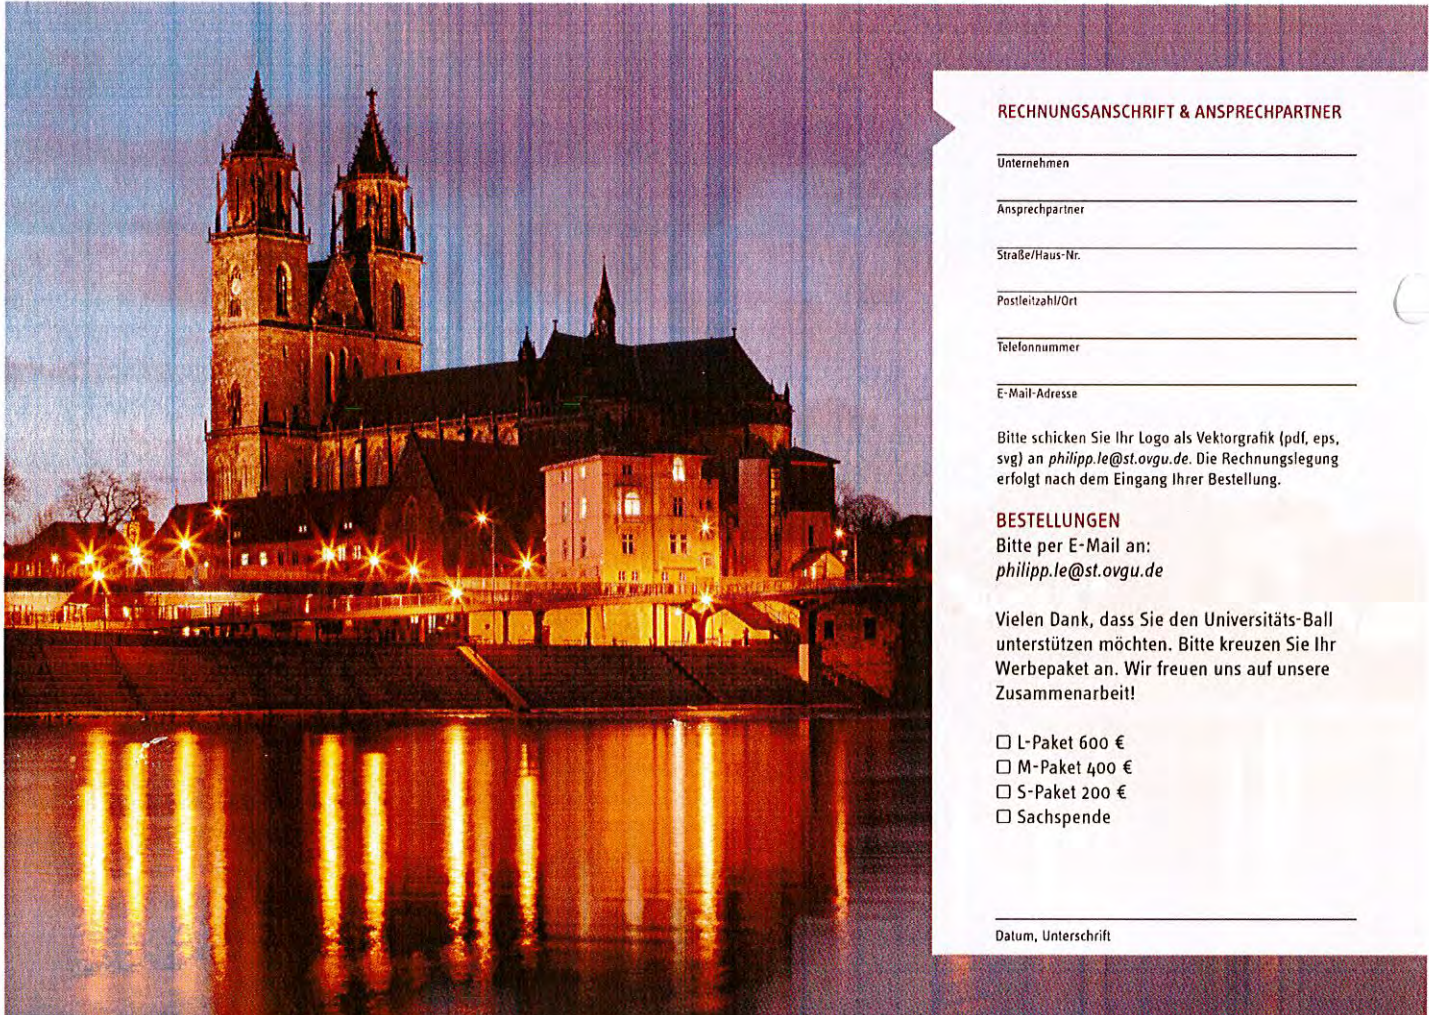 RECHNUNGSANSCHRIFT & ANSPRECHPARTNER
Unternehmen
Ansprechpartner
Straße/Haus-Nr.
Postleitzahl/Ort
Telefonnummer
E-Mail-Adresse
Bitte schicken Sie Ihr Logo als Vektorgrafik (pdf, eps,
svg) an philipp.le@st.ovgu.de. Die Rechnungslegung
erfolgt nach dem Eingang Ihrer Bestellung.
BESTELLUNGEN
Bitte per E-Mail an:
philipp.le@st.ovgu.de
Vielen Dank, dass Sie den Universitäts-Ball
unterstützen möchten. Bitte kreuzen Sie Ihr
Werbepaket an. Wir freuen uns auf unsere
Zusammenarbeit!
☐ L-Paket 600 €
☐ M-Paket 400 €
☐ S-Paket 200 €
☐ Sachspende
Datum, Unterschrift